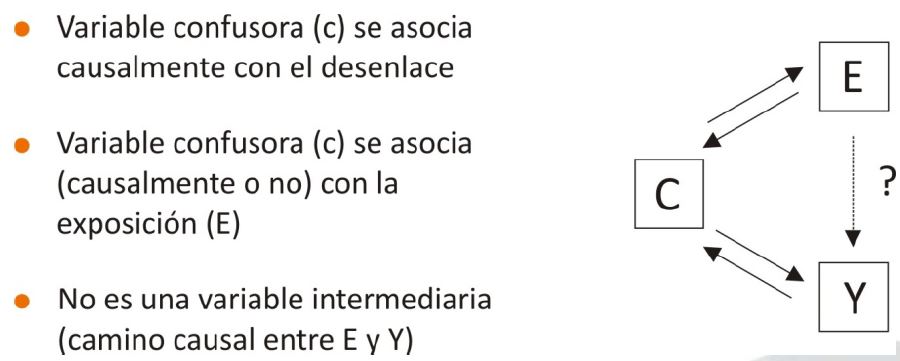 Variable confusora (c) se asocia
causalmente con el desenlace
Variable confusora (c) se asocia
(causalmente o no) con la
exposición (E)
No es una variable intermediaria
(camino causal entre E y Y)
E
?
C
Y